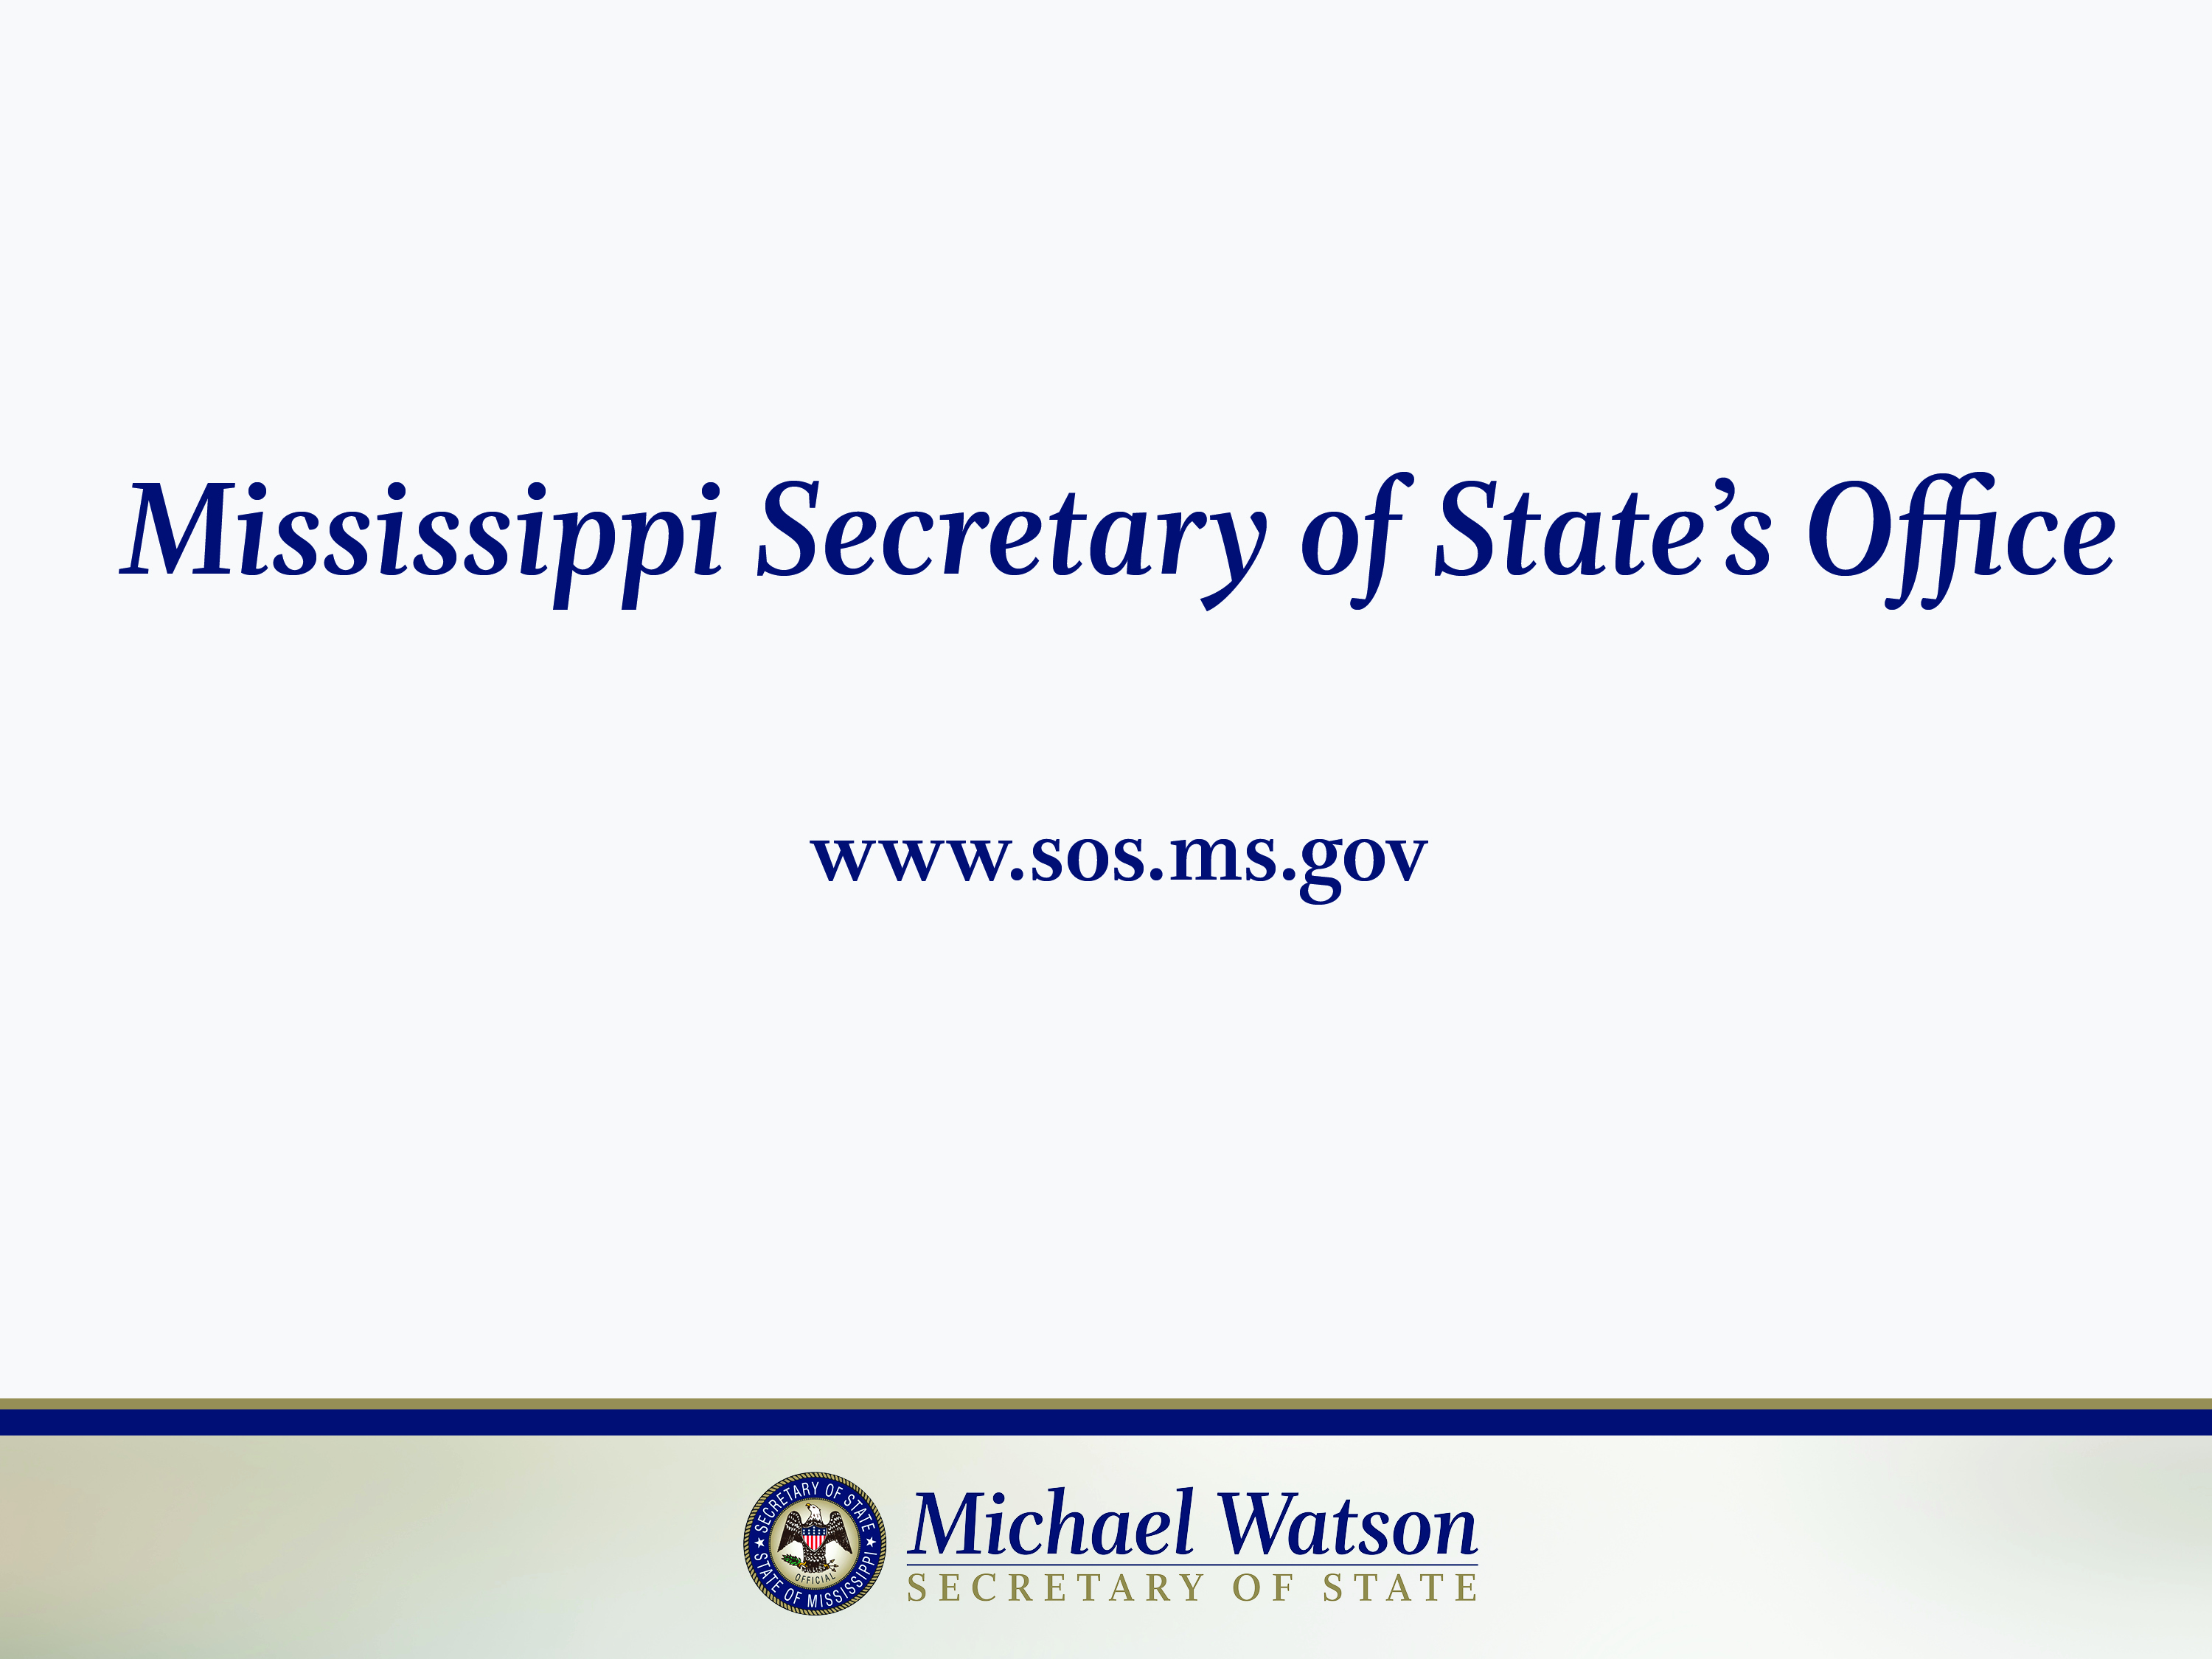 Mississippi Secretary of State’s Office
www.sos.ms.gov
SECRETARY OF STATE
STATE OF MISSISSIPPI
OFFICIAL
Michael Watson
SECRETARY OF STATE